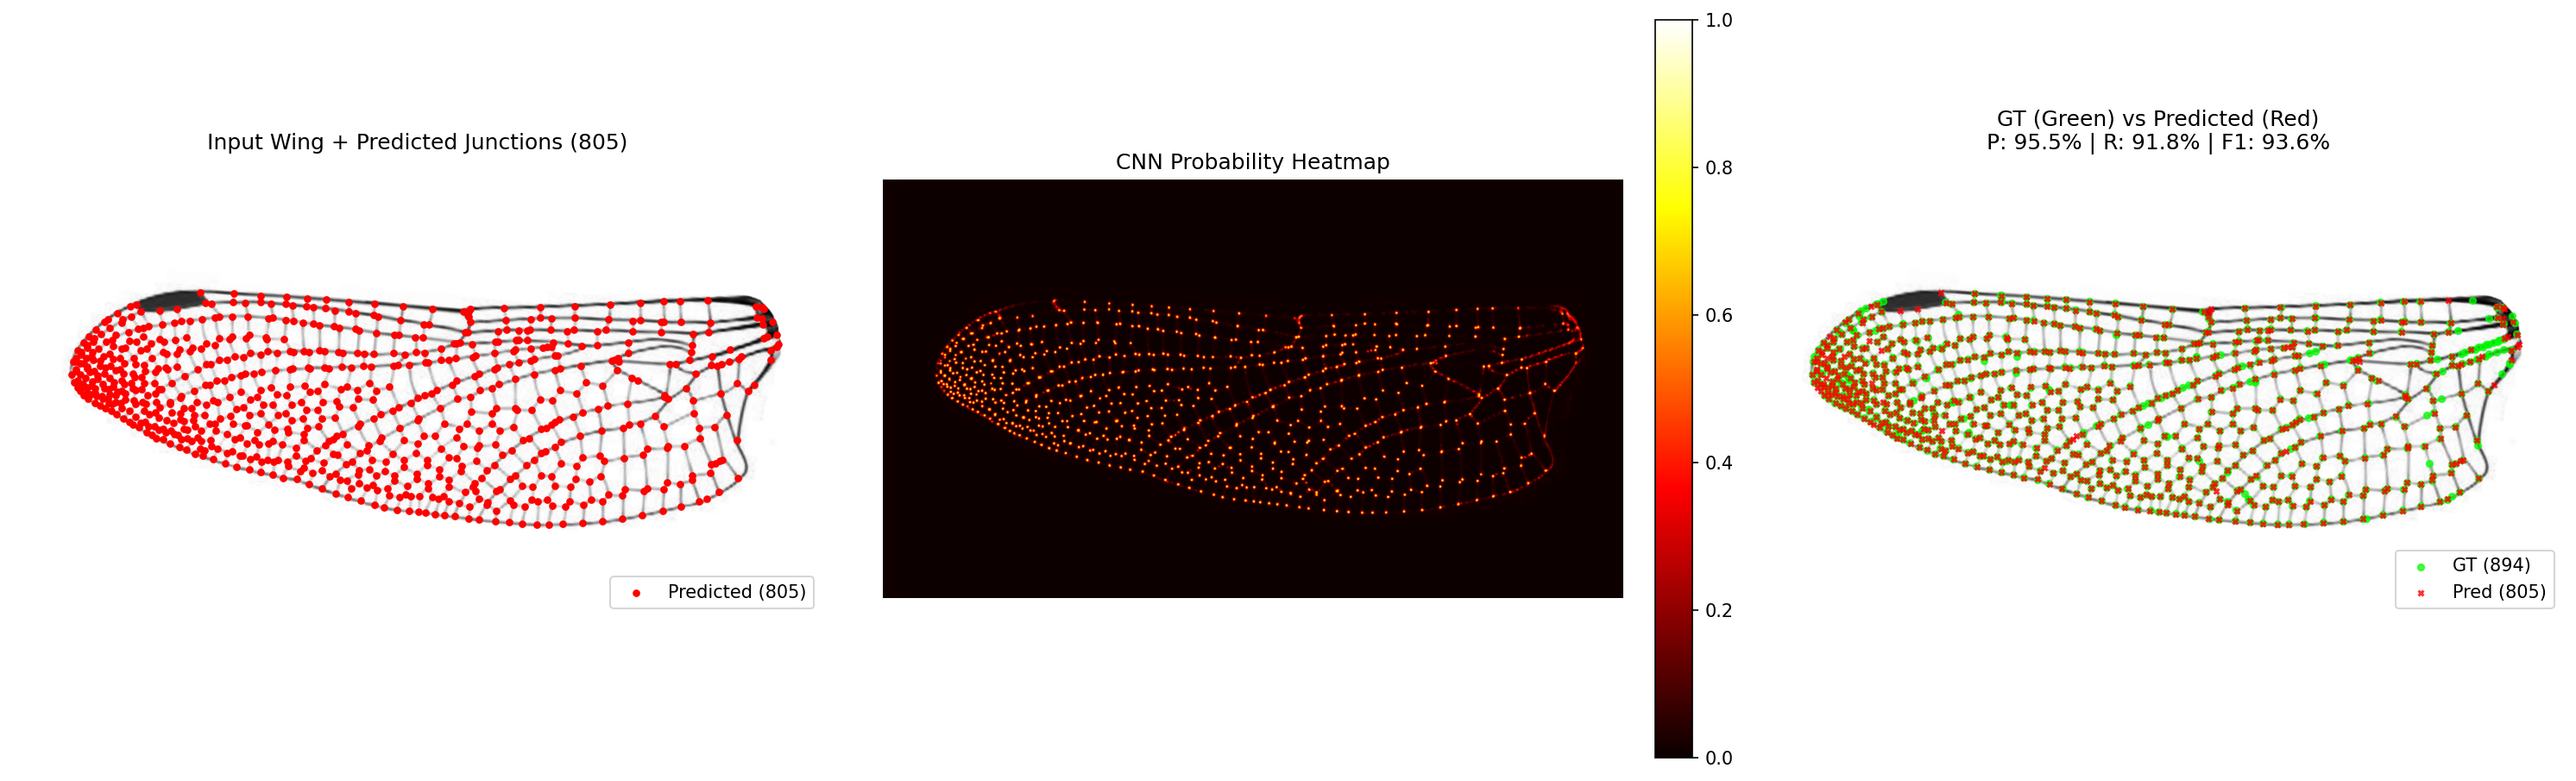 Input Wing + Predicted Junctions (805)
Predicted (805)
CNN Probability Heatmap
1.0
0.8
0.6
0.4
0.2
0.0
GT (Green) vs Predicted (Red)
P: 95.5% | R: 91.8% | F1: 93.6%
GT (894)
Pred (805)